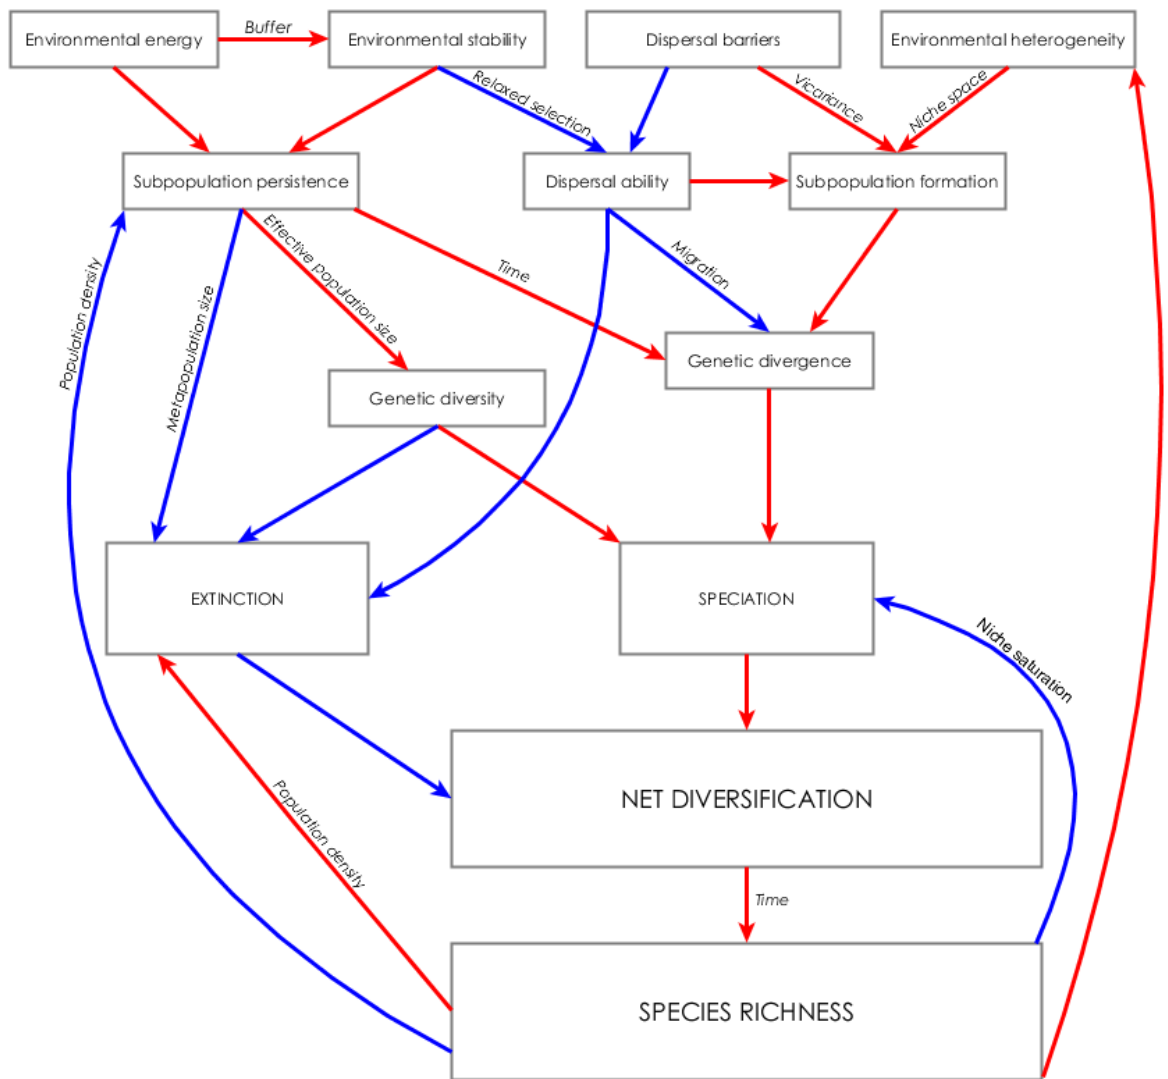 Environmental energy
Buffer
Environmental stability
Dispersal barriers
Environmental heterogeneity
Relaxed selection
Vicariance
Niche space
Subpopulation persistence
Dispersal ability
Subpopulation formation
Population density
Metapopulation size
Effective population size
Time
Migration
Genetic divergence
Genetic diversity
EXTINCTION
SPECIATION
Niche saturation
NET DIVERSIFICATION
Population density
Time
SPECIES RICHNESS